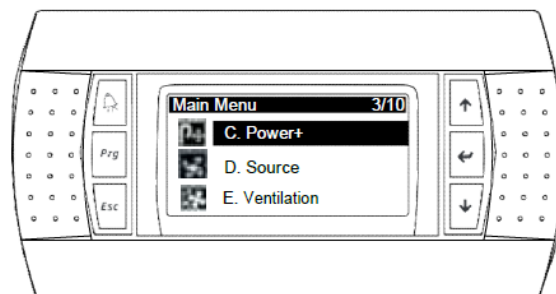 Main Menu 3/10
C. Power+
Prg
D. Source
E. Ventilation
Esc